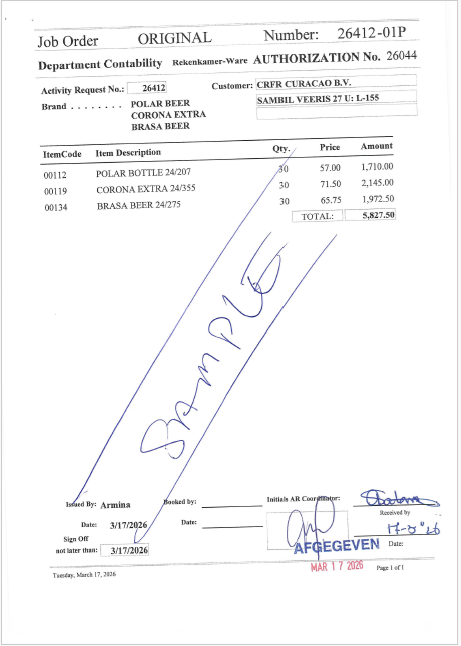 Job Order ORIGINAL Number: 26412-01P
Department Contability Rekenkamer-Ware AUTHORIZATION No. 26044
Activity Request No.: 26412 Customer: CRFR CURACAO B.V.
SAMBIL VEERIS 27 U: L-155
Brand . . . . . . . . POLAR BEER
CORONA EXTRA
BRASA BEER
ItemCode Item Description Qty. Price Amount
00112 POLAR BOTTLE 24/207 30 57.00 1,710.00
00119 CORONA EXTRA 24/355 30 71.50 2,145.00
00134 BRASA BEER 24/275 30 65.75 1,972.50
TOTAL: 5,827.50
SAMPLE
Issued By: Armina Booked by: Initials AR Coordinator:
Received by
Date: 3/17/2026 Date: 17-3-'26
Sign Off
not later than: 3/17/2026 AFGEGEVEN Date:
MAR 17 2026
Tuesday, March 17, 2026 Page 1 of 1